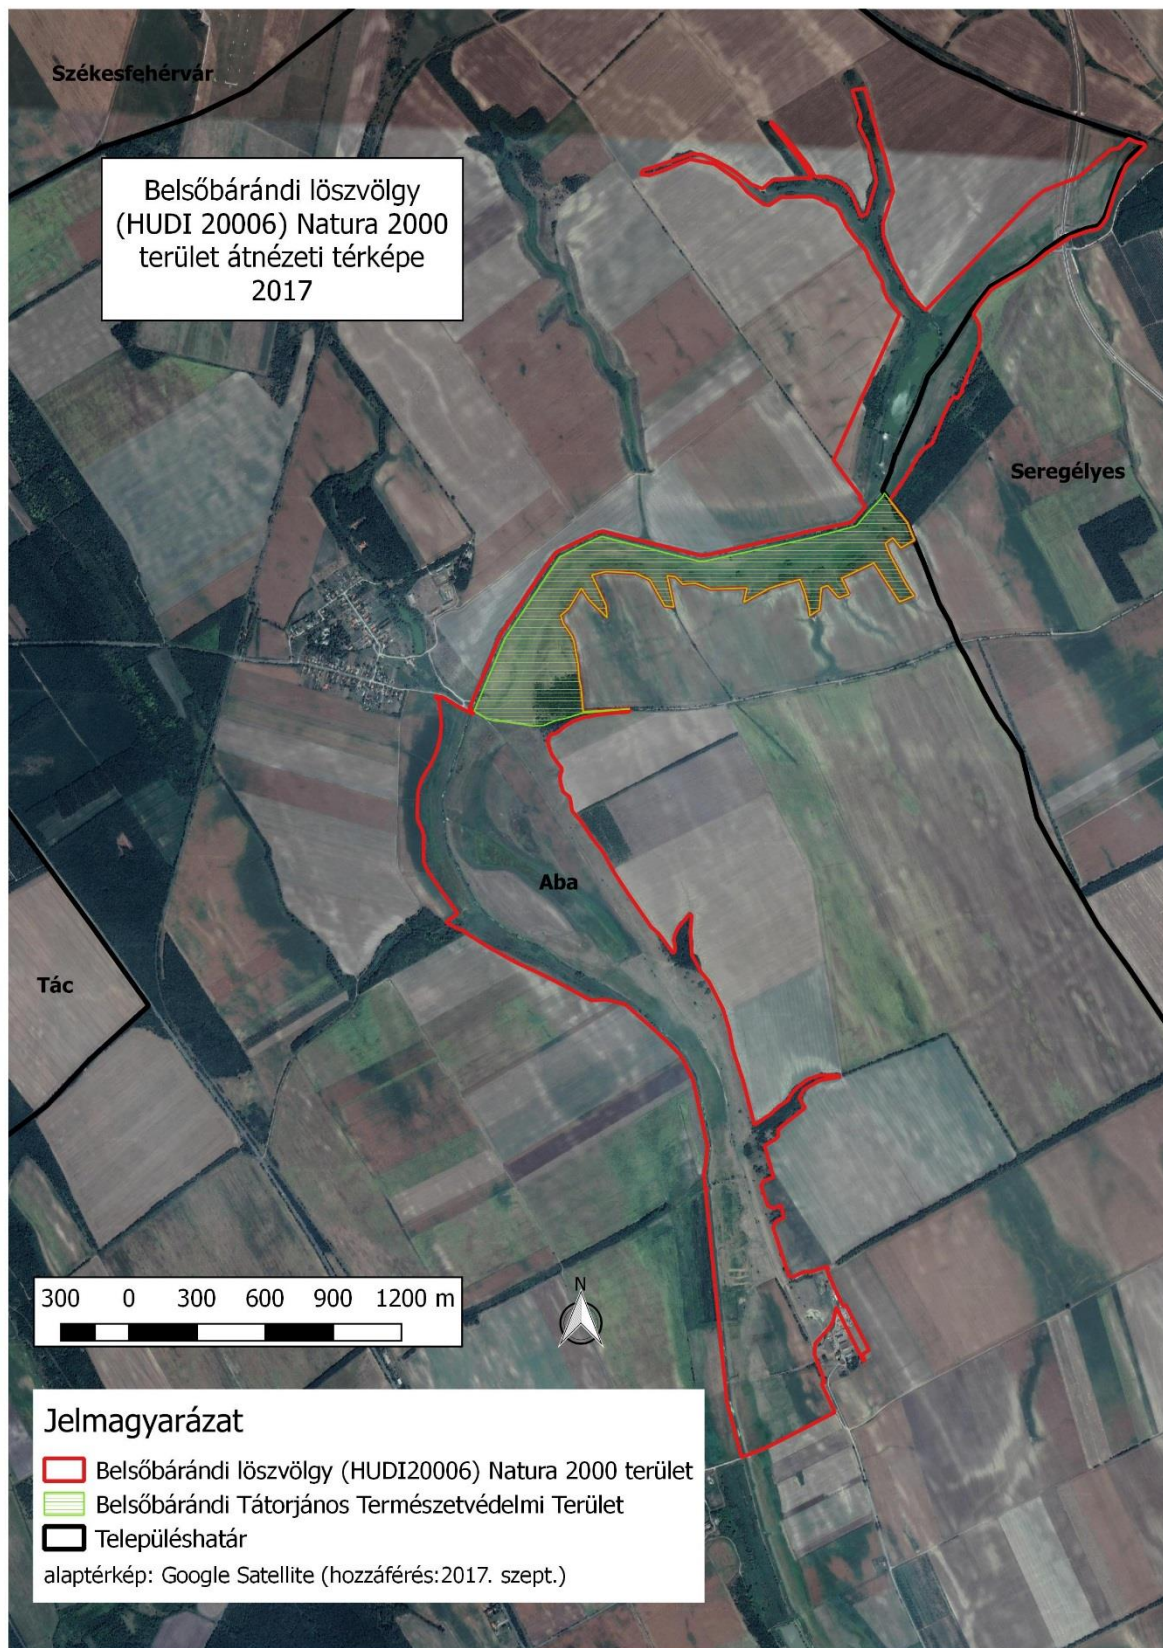 Székesfehérvár
Belsőbárándi löszvölgy
(HUDI 20006) Natura 2000
terület átnézeti térképe
2017
Seregélyes
Aba
Tác
300 0 300 600 900 1200 m
N
Jelmagyarázat
Belsőbárándi löszvölgy (HUDI20006) Natura 2000 terület
Belsőbárándi Tátorjános Természetvédelmi Terület
Településhatár
alaptérkép: Google Satellite (hozzáférés:2017. szept.)